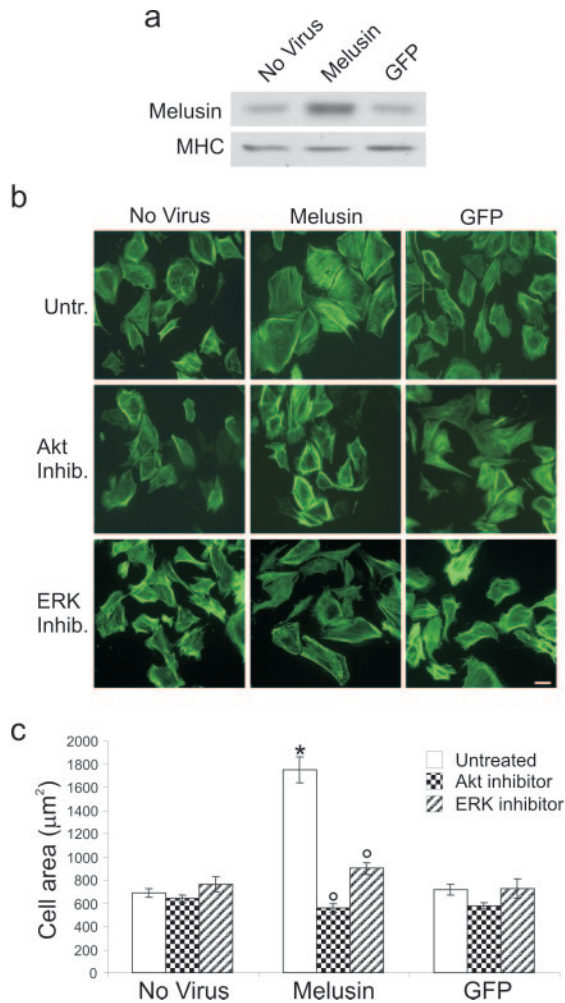 a
No Virus Melusin GFP
Melusin
MHC
b
No Virus Melusin GFP
Untr.
Akt
Inhib.
ERK
Inhib.
c
2000
1800
1600
1400
1200
1000
800
600
400
200
0
Cell area (μm²)
*
o
o
Untreated
Akt inhibitor
ERK inhibitor
No Virus Melusin GFP